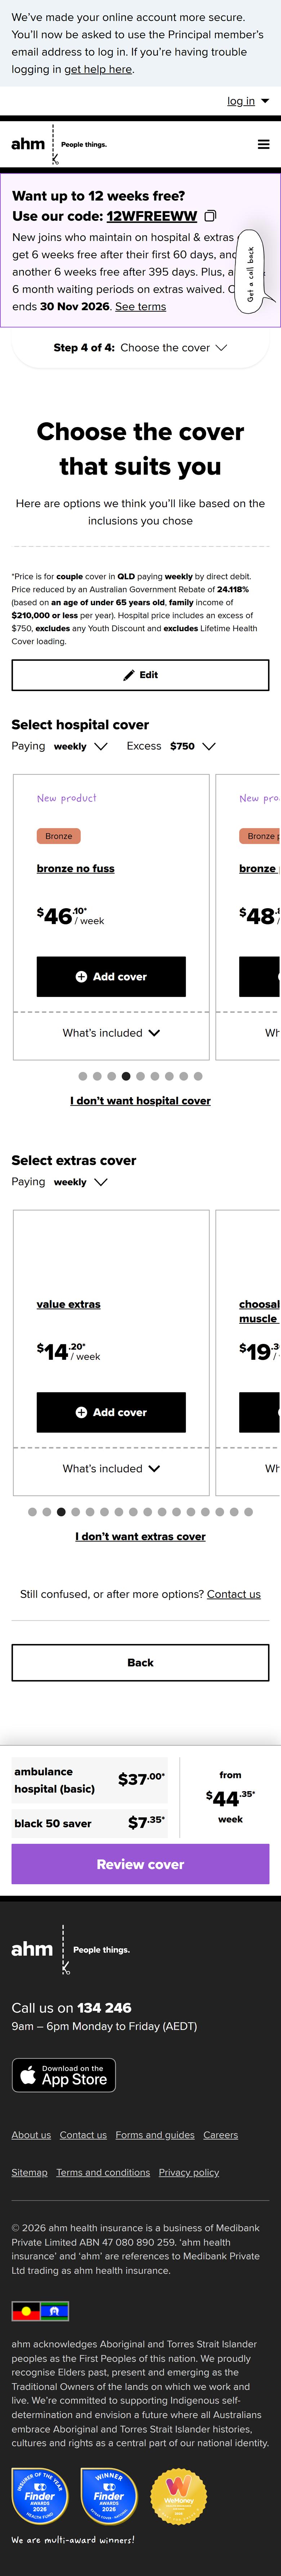 We've made your online account more secure.
You'll now be asked to use the Principal member's
email address to log in. If you're having trouble
logging in get help here.
log in
ahm
People things.
Want up to 12 weeks free?
Use our code: 12WFREEWW
New joins who maintain on hospital & extras
get 6 weeks free after their first 60 days, and
another 6 weeks free after 395 days. Plus, a
6 month waiting periods on extras waived.
ends 30 Nov 2026. See terms
Get a call back
Step 4 of 4: Choose the cover
Choose the cover
that suits you
Here are options we think you'll like based on the
inclusions you chose
*Price is for couple cover in QLD paying weekly by direct debit.
Price reduced by an Australian Government Rebate of 24.118%
(based on an age of under 65 years old, family income of
$210,000 or less per year). Hospital price includes an excess of
$750, excludes any Youth Discount and excludes Lifetime Health
Cover loading.
Edit
Select hospital cover
Paying weekly Excess $750
New product
Bronze
bronze no fuss
$46.10*
/ week
Add cover
What's included
New pro
Bronze p
bronze
$48
Wh
I don't want hospital cover
Select extras cover
Paying weekly
value extras
$14.20*
/ week
Add cover
What's included
choosal
muscle
$19.3
Wh
I don't want extras cover
Still confused, or after more options? Contact us
Back
ambulance
hospital (basic)
$37.00*
black 50 saver
$7.35*
from
$44.35*
week
Review cover
ahm
People things.
Call us on 134 246
9am – 6pm Monday to Friday (AEDT)
Download on the
App Store
About us Contact us Forms and guides Careers
Sitemap Terms and conditions Privacy policy
© 2026 ahm health insurance is a business of Medibank
Private Limited ABN 47 080 890 259. 'ahm health
insurance' and 'ahm' are references to Medibank Private
Ltd trading as ahm health insurance.
ahm acknowledges Aboriginal and Torres Strait Islander
peoples as the First Peoples of this nation. We proudly
recognise Elders past, present and emerging as the
Traditional Owners of the lands on which we work and
live. We're committed to supporting Indigenous self-
determination and envision a future where all Australians
embrace Aboriginal and Torres Strait Islander histories,
cultures and rights as a central part of our national identity.
INSURER OF THE YEAR
Finder
AWARDS
2026
HEALTH FUND
WINNER
Finder
AWARDS
2026
WeMoney
We are multi-award winners!